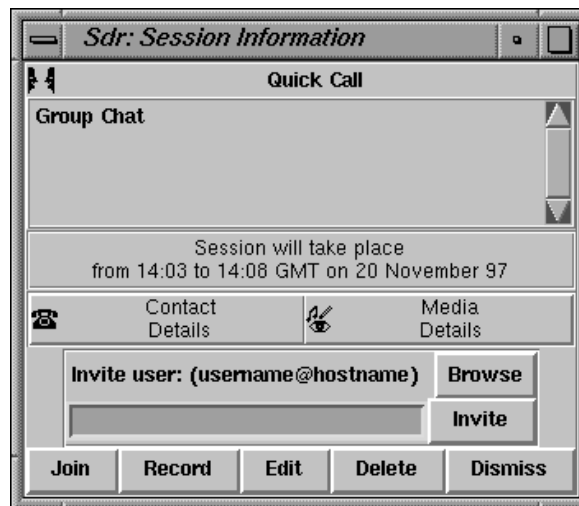 Sdr: Session Information
Quick Call
Group Chat
Session will take place
from 14:03 to 14:08 GMT on 20 November 97
Contact
Details
Media
Details
Invite user: (username@hostname)
Browse
Invite
Join
Record
Edit
Delete
Dismiss